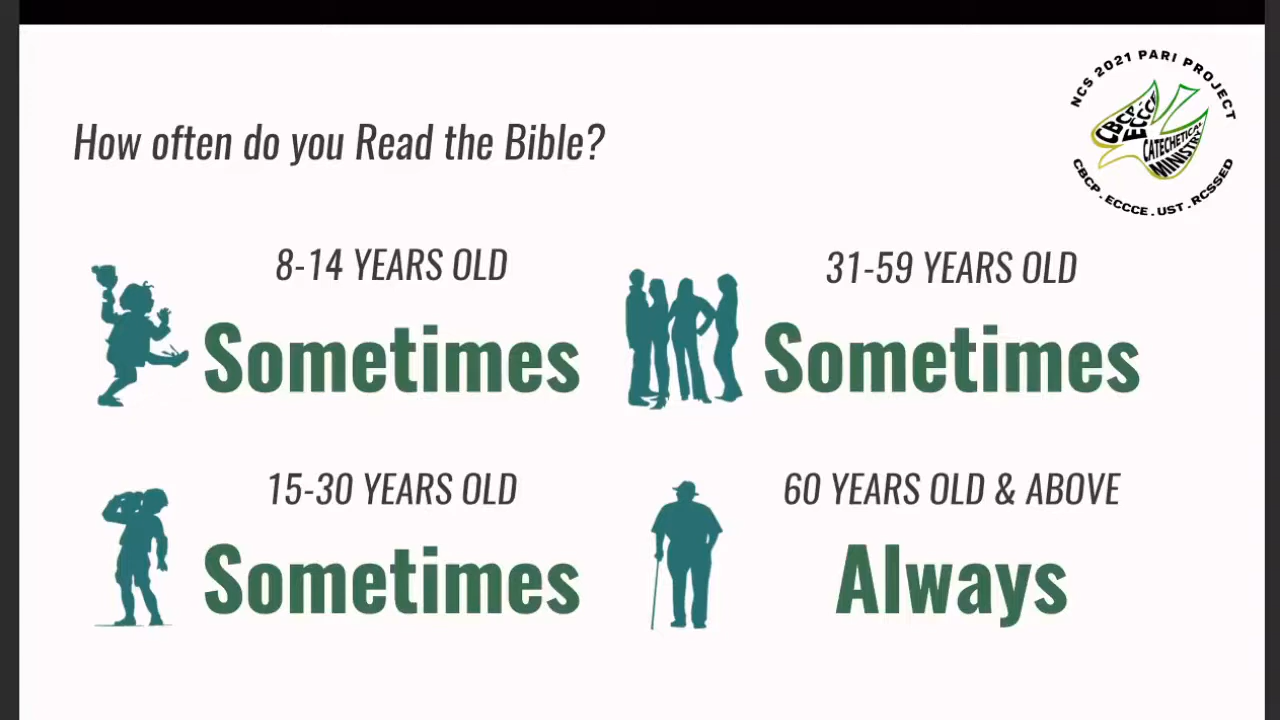 How often do you Read the Bible?
NCS 2021 PARI PROJECT
CBCP-
ECCCE
CATECHETICAL
MINISTRY
CBCP . ECCCE . UST . RCSSED
8-14 YEARS OLD
Sometimes
31-59 YEARS OLD
Sometimes
15-30 YEARS OLD
Sometimes
60 YEARS OLD & ABOVE
Always